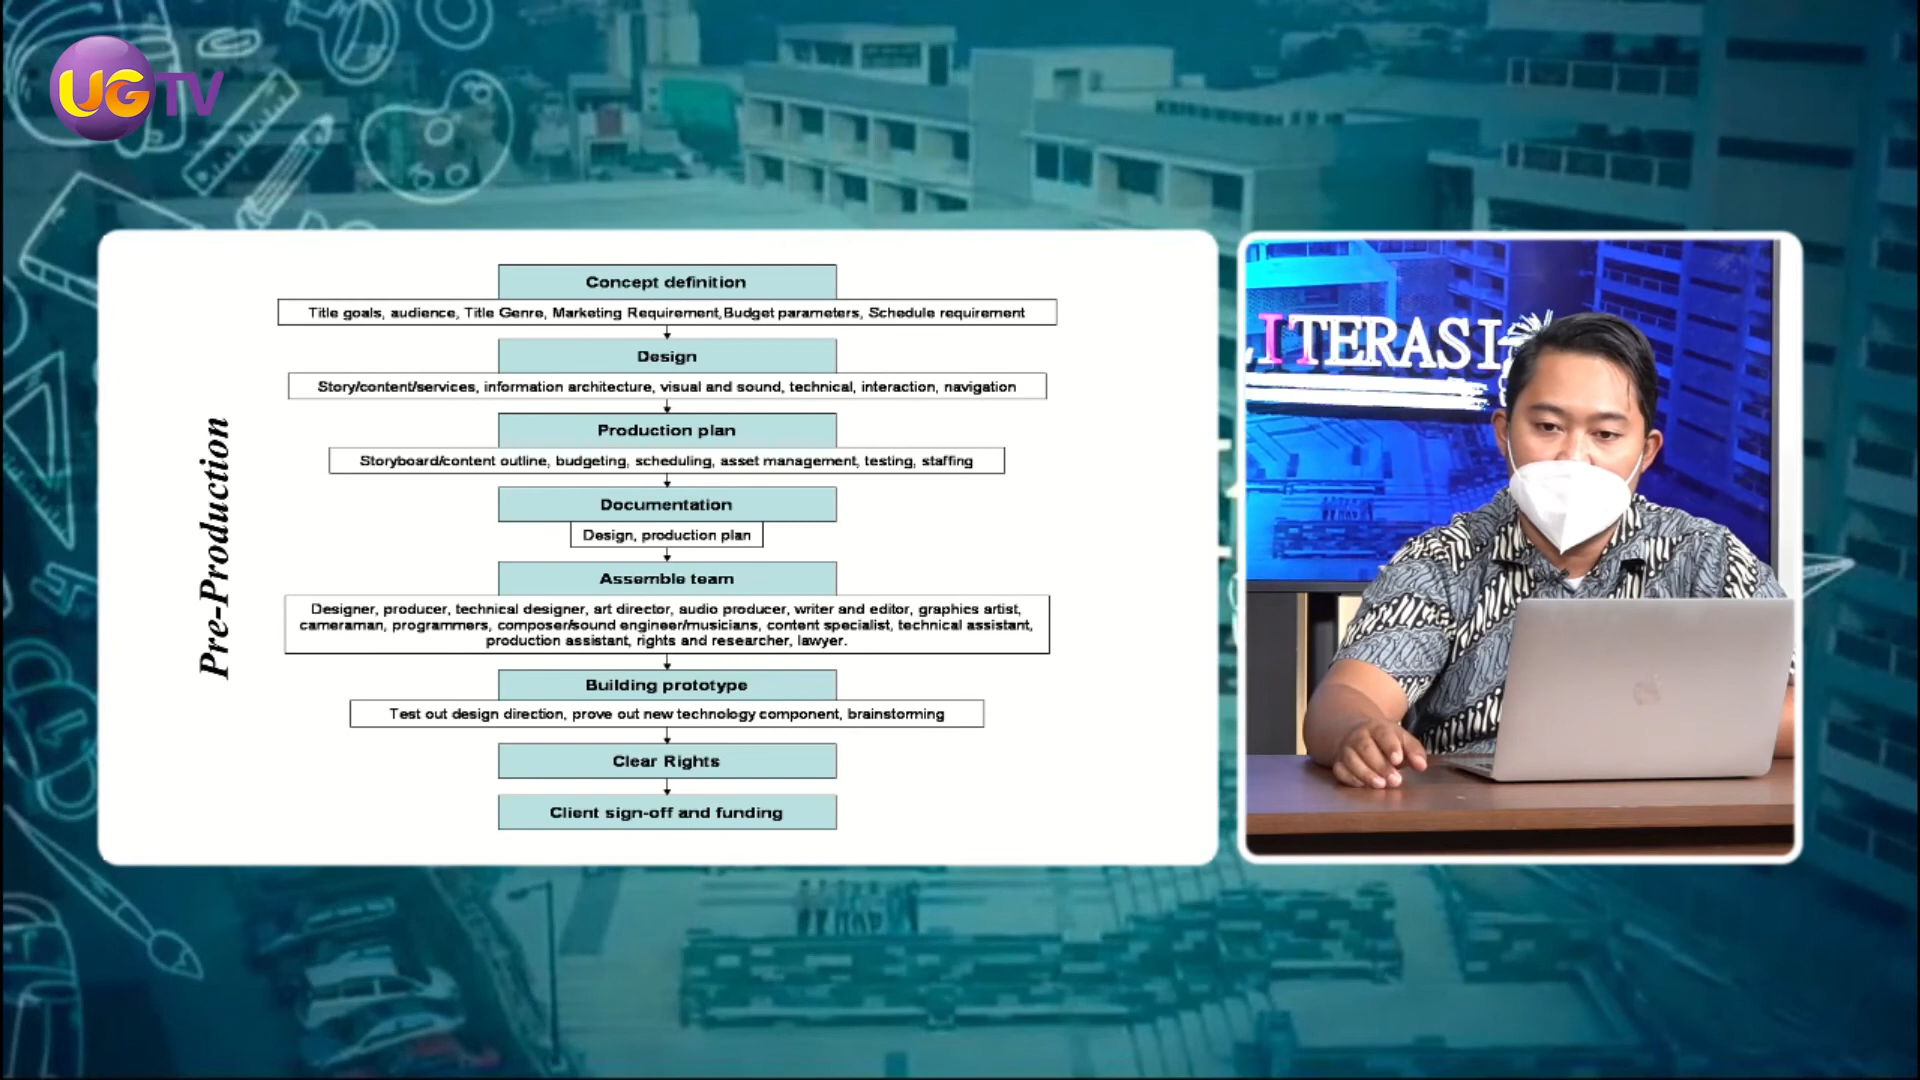 UGTV
Concept definition
Title goals, audience, Title Genre, Marketing Requirement,Budget parameters, Schedule requirement
Design
Story/content/services, information architecture, visual and sound, technical, interaction, navigation
Production plan
Storyboard/content outline, budgeting, scheduling, asset management, testing, staffing
Documentation
Design, production plan
Assemble team
Designer, producer, technical designer, art director, audio producer, writer and editor, graphics artist,
cameraman, programmers, composer/sound engineer/musicians, content specialist, technical assistant,
production assistant, rights and researcher, lawyer.
Building prototype
Test out design direction, prove out new technology component, brainstorming
Clear Rights
Client sign-off and funding
Pre-Production
LITERASI